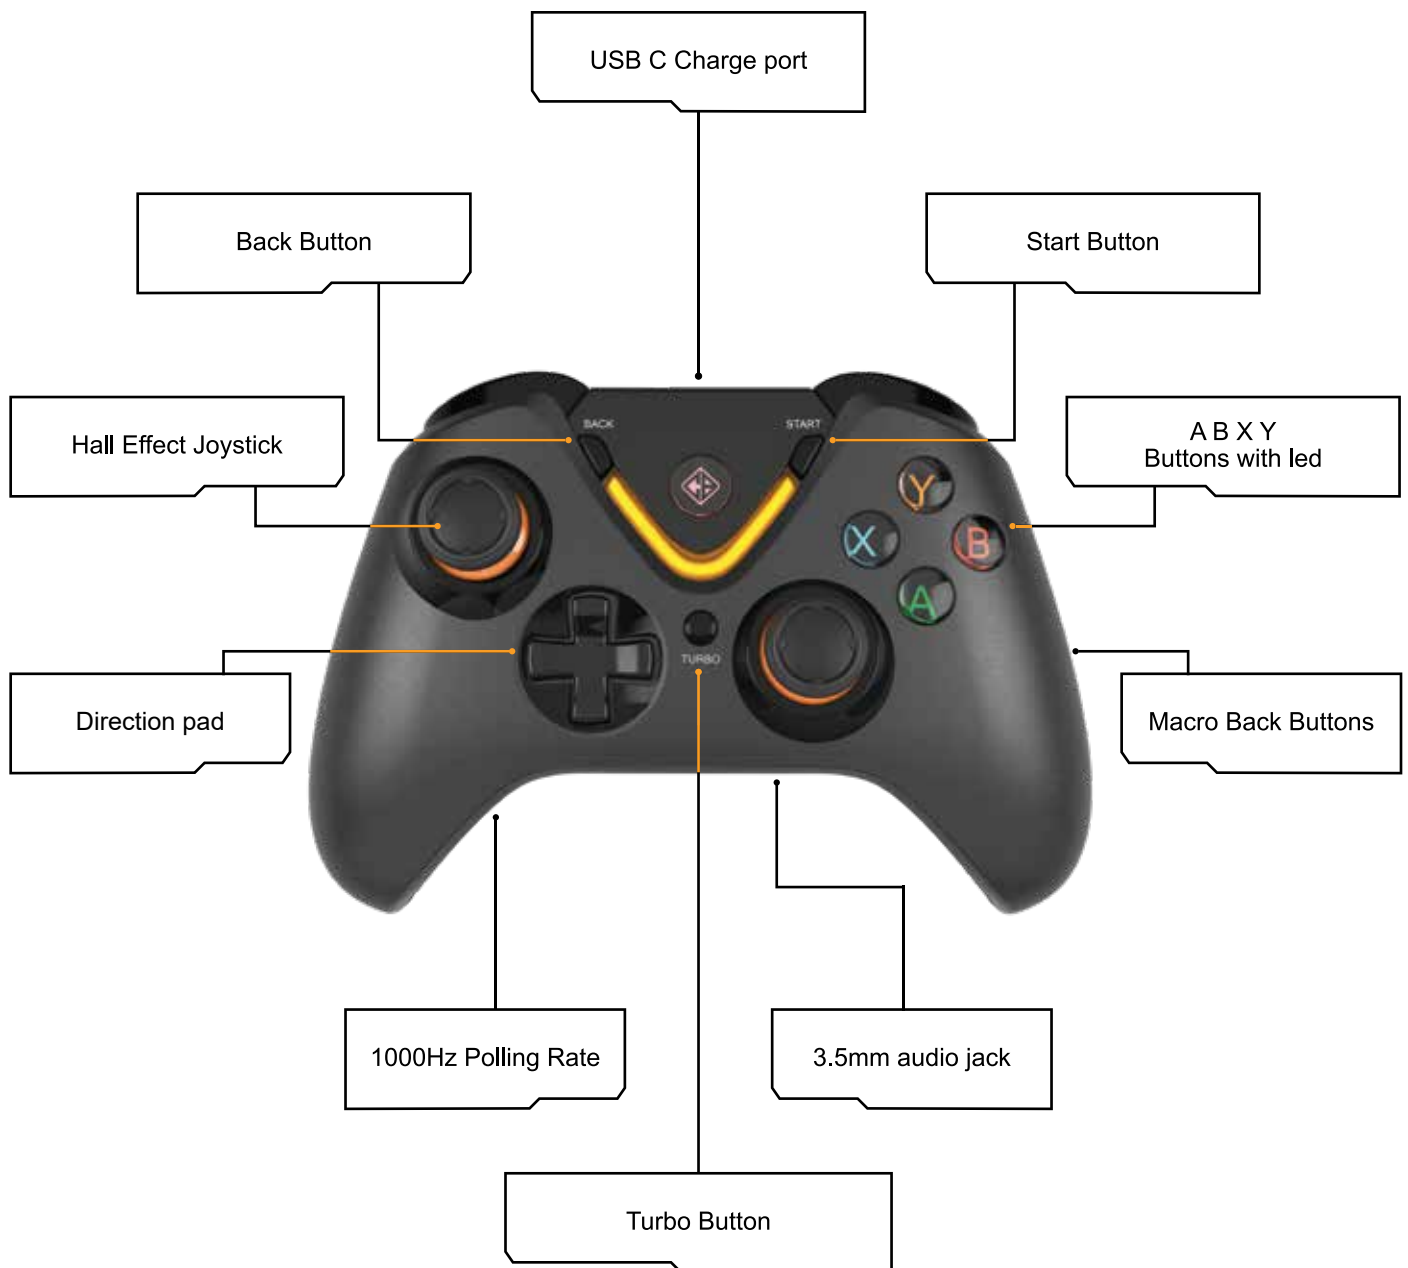 USB C Charge port
Back Button
Start Button
Hall Effect Joystick
A B X Y
Buttons with led
BACK
START
Y
X
B
A
TURBO
Direction pad
Macro Back Buttons
1000Hz Polling Rate
3.5mm audio jack
Turbo Button